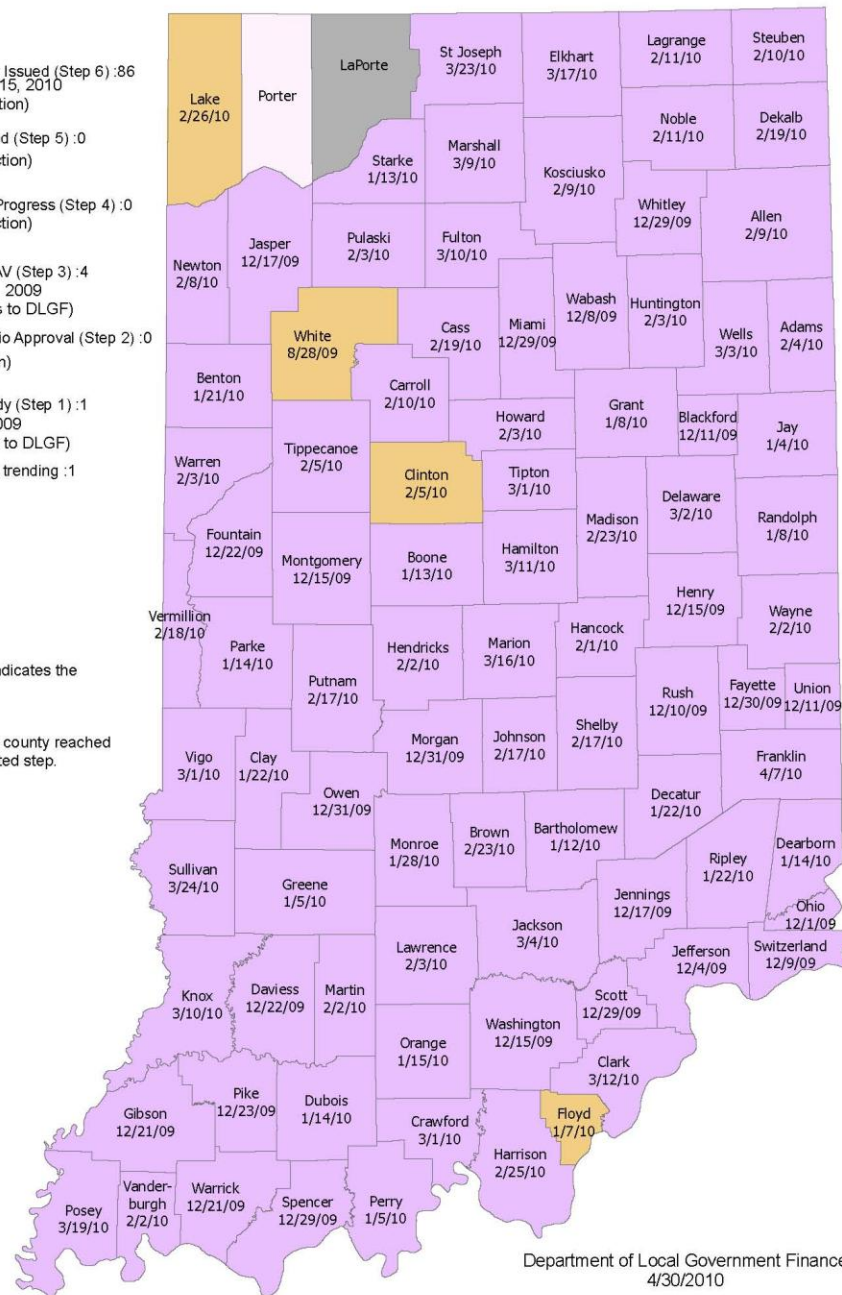 Issued (Step 6) :86
15, 2010
tion)
d (Step 5) :0
ction)
Progress (Step 4) :0
ction)
AV (Step 3) :4
2009
s to DLGF)
io Approval (Step 2) :0
n)
dy (Step 1) :1
009
to DLGF)
trending :1
ndicates the
county reached
ted step.
Lake
2/26/10
Porter
LaPorte
St Joseph
3/23/10
Elkhart
3/17/10
Lagrange
2/11/10
Steuben
2/10/10
Noble
2/11/10
Dekalb
2/19/10
Starke
1/13/10
Marshall
3/9/10
Kosciusko
2/9/10
Whitley
12/29/09
Allen
2/9/10
Newton
2/8/10
Jasper
12/17/09
Pulaski
2/3/10
Fulton
3/10/10
White
8/28/09
Cass
2/19/10
Miami
12/29/09
Wabash
12/8/09
Huntington
2/3/10
Wells
3/3/10
Adams
2/4/10
Benton
1/21/10
Carroll
2/10/10
Howard
2/3/10
Grant
1/8/10
Blackford
12/11/09
Jay
1/4/10
Warren
2/3/10
Tippecanoe
2/5/10
Clinton
2/5/10
Tipton
3/1/10
Madison
2/23/10
Delaware
3/2/10
Randolph
1/8/10
Fountain
12/22/09
Montgomery
12/15/09
Boone
1/13/10
Hamilton
3/11/10
Henry
12/15/09
Wayne
2/2/10
Vermillion
2/18/10
Parke
1/14/10
Putnam
2/17/10
Hendricks
2/2/10
Marion
3/16/10
Hancock
2/1/10
Rush
12/10/09
Fayette
12/30/09
Union
12/11/09
Vigo
3/1/10
Clay
1/22/10
Owen
12/31/09
Morgan
12/31/09
Johnson
2/17/10
Shelby
2/17/10
Franklin
4/7/10
Decatur
1/22/10
Sullivan
3/24/10
Greene
1/5/10
Monroe
1/28/10
Brown
2/23/10
Bartholomew
1/12/10
Jennings
12/17/09
Ripley
1/22/10
Dearborn
1/14/10
Ohio
12/1/09
Knox
3/10/10
Daviess
12/22/09
Martin
2/2/10
Lawrence
2/3/10
Jackson
3/4/10
Jefferson
12/4/09
Switzerland
12/9/09
Scott
12/29/09
Orange
1/15/10
Washington
12/15/09
Clark
3/12/10
Gibson
12/21/09
Pike
12/23/09
Dubois
1/14/10
Crawford
3/1/10
Harrison
2/25/10
Floyd
1/7/10
Posey
3/19/10
Vander-
burgh
2/2/10
Warrick
12/21/09
Spencer
12/29/09
Perry
1/5/10
Department of Local Government Finance
4/30/2010